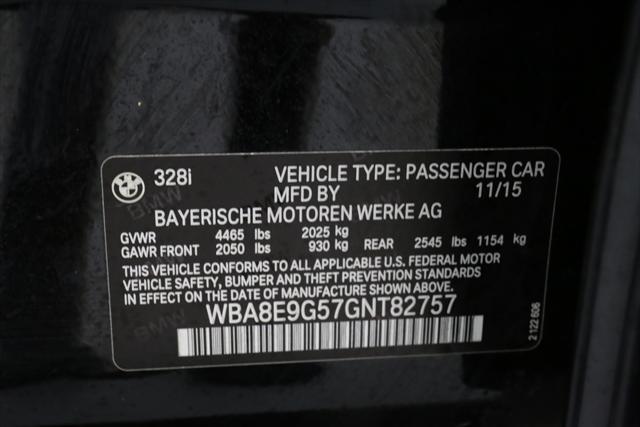 BMW 328i VEHICLE TYPE: PASSENGER CAR
MFD BY 11/15
BAYERISCHE MOTOREN WERKE AG
GVWR 4465 lbs 2025 kg
GAWR FRONT 2050 lbs 930 kg REAR 2545 lbs 1154 kg
THIS VEHICLE CONFORMS TO ALL APPLICABLE U.S. FEDERAL MOTOR
VEHICLE SAFETY, BUMPER, AND THEFT PREVENTION STANDARDS
IN EFFECT ON THE DATE OF MANUFACTURE SHOWN ABOVE.
WBA8E9G57GNT82757
2 122 606